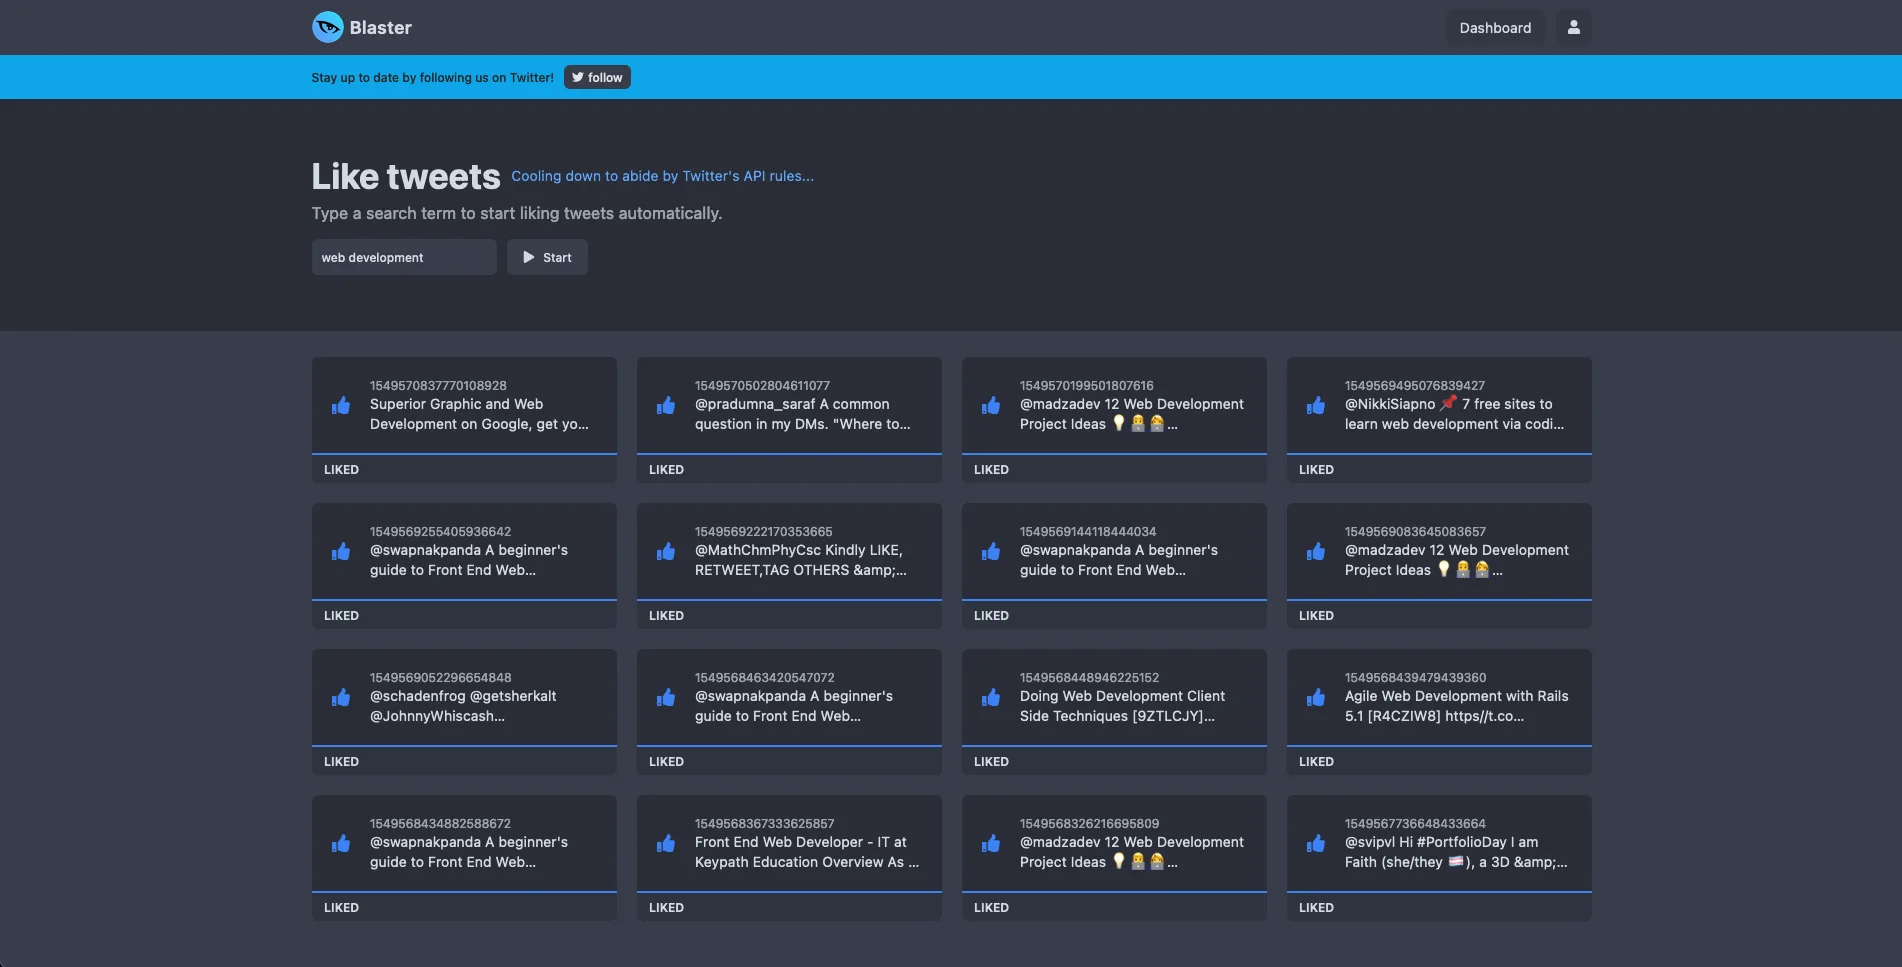 Blaster
Dashboard
Stay up to date by following us on Twitter!
follow
Like tweets
Cooling down to abide by Twitter's API rules...
Type a search term to start liking tweets automatically.
web development
Start
1549570837770108928
Superior Graphic and Web
Development on Google, get yo...
LIKED
1549570502804611077
@pradumna_saraf A common
question in my DMs. "Where to...
LIKED
1549570199501807616
@madzadev 12 Web Development
Project Ideas 💡👨‍💻👩‍💻...
LIKED
1549569495076839427
@NikkiSiapno 📌 7 free sites to
learn web development via codi...
LIKED
1549569255405936642
@swapnakpanda A beginner's
guide to Front End Web...
LIKED
1549569222170353665
@MathChmPhyCsc Kindly LIKE,
RETWEET,TAG OTHERS &amp;...
LIKED
1549569144118444034
@swapnakpanda A beginner's
guide to Front End Web...
LIKED
1549569083645083657
@madzadev 12 Web Development
Project Ideas 💡👨‍💻👩‍💻...
LIKED
1549569052296654848
@schadenfrog @getsherkalt
@JohnnyWhiscash...
LIKED
1549568463420547072
@swapnakpanda A beginner's
guide to Front End Web...
LIKED
1549568448946225152
Doing Web Development Client
Side Techniques [9ZTLCJY]...
LIKED
1549568439479439360
Agile Web Development with Rails
5.1 [R4CZIW8] https//t.co...
LIKED
1549568434882588672
@swapnakpanda A beginner's
guide to Front End Web...
LIKED
1549568367333625857
Front End Web Developer - IT at
Keypath Education Overview As ...
LIKED
1549568326216695809
@madzadev 12 Web Development
Project Ideas 💡👨‍💻👩‍💻...
LIKED
1549567736648433664
@svipvl Hi #PortfolioDay I am
Faith (she/they 🏳️‍⚧️), a 3D &amp;...
LIKED